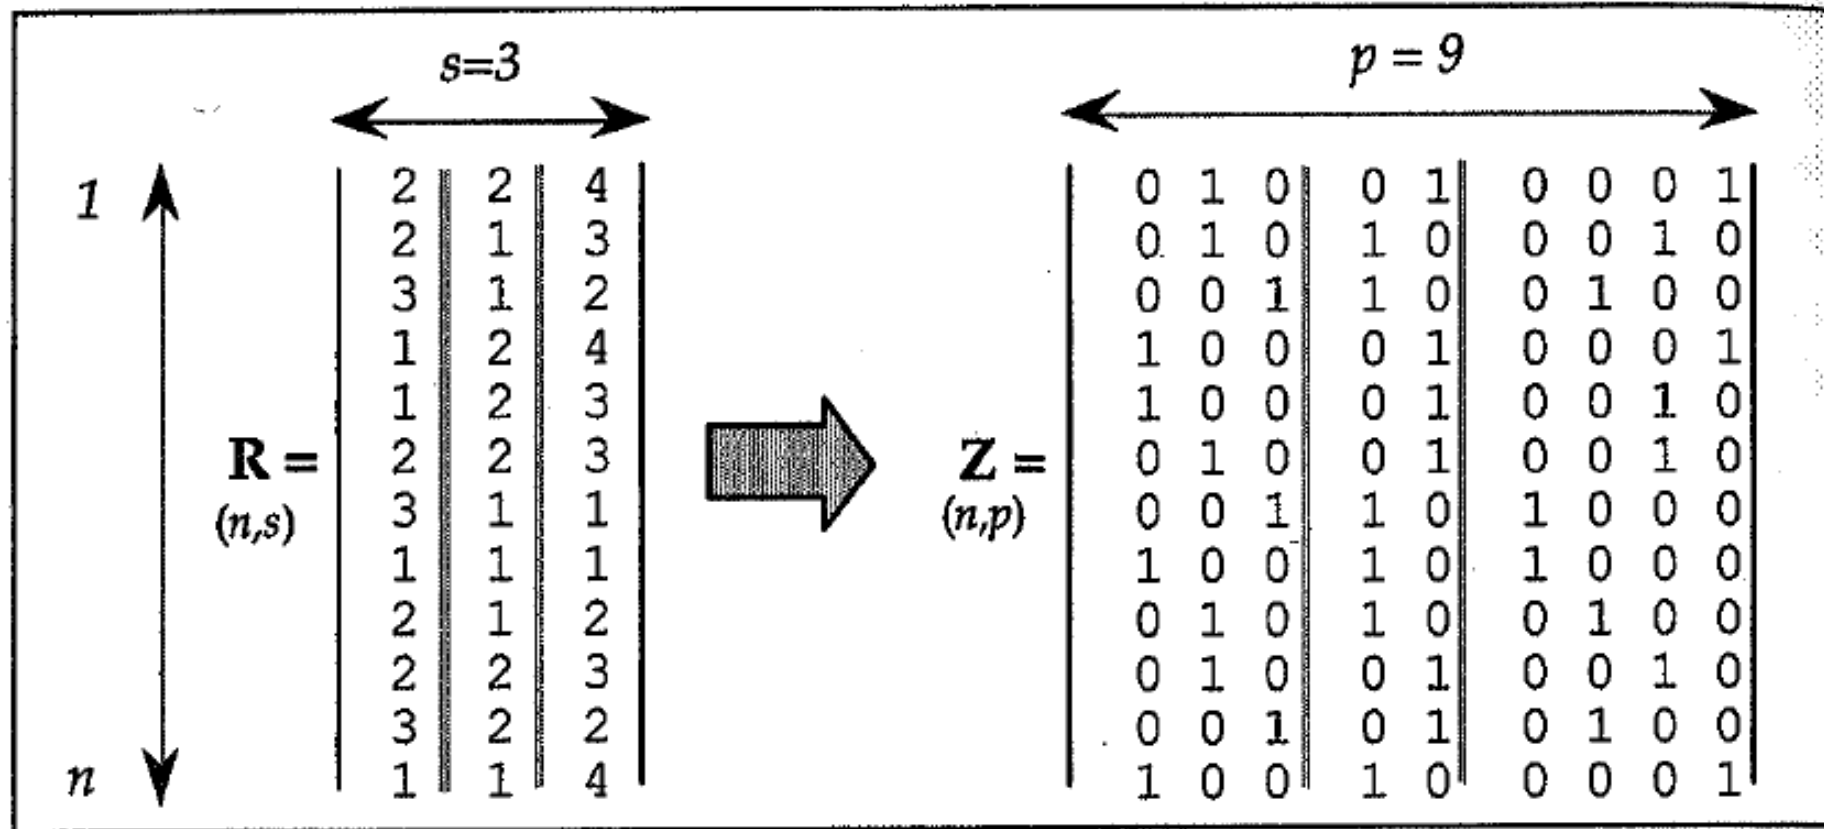 s=3 p = 9
1 2 2 4 0 1 0 0 1 0 0 0 1
2 1 3 0 1 0 1 0 0 0 1 0
3 1 2 0 0 1 1 0 0 1 0 0
1 2 4 1 0 0 0 1 0 0 0 1
1 2 3 1 0 0 0 1 0 0 1 0
R = 2 2 3 Z = 0 1 0 0 1 0 0 1 0
(n,s) 3 1 1 (n,p) 0 0 1 1 0 1 0 0 0
1 1 1 1 0 0 1 0 1 0 0 0
2 1 2 0 1 0 1 0 0 1 0 0
2 2 3 0 1 0 0 1 0 0 1 0
3 2 2 0 0 1 0 1 0 1 0 0
n 1 1 4 1 0 0 1 0 0 0 0 1